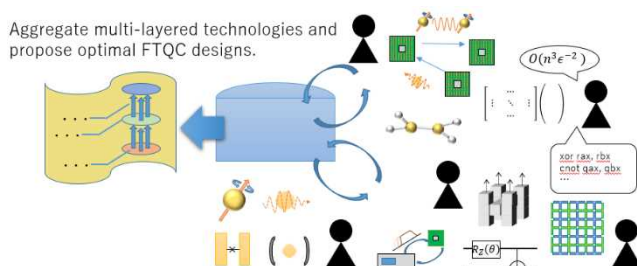 Aggregate multi-layered technologies and
propose optimal FTQC designs.
O(n³ϵ⁻²)
xor rax, rbx
cnot qax, qbx
...
R_Z(θ)